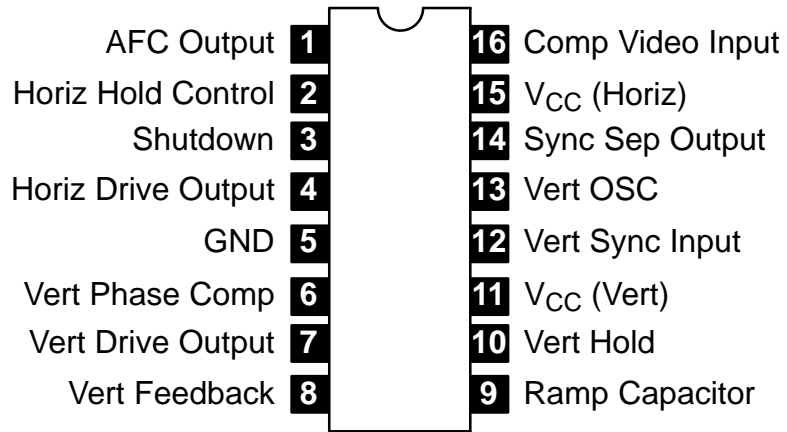 AFC Output 1 16 Comp Video Input
Horiz Hold Control 2 15 VCC (Horiz)
Shutdown 3 14 Sync Sep Output
Horiz Drive Output 4 13 Vert OSC
GND 5 12 Vert Sync Input
Vert Phase Comp 6 11 VCC (Vert)
Vert Drive Output 7 10 Vert Hold
Vert Feedback 8 9 Ramp Capacitor